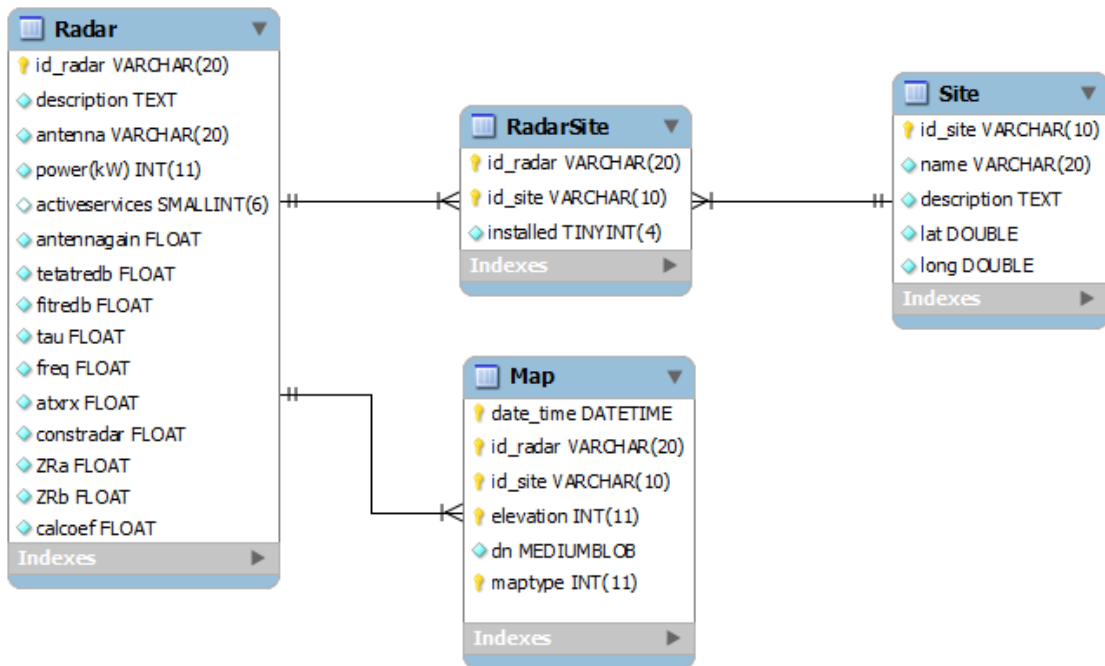 Radar
id_radar VARCHAR(20)
description TEXT
antenna VARCHAR(20)
power(kW) INT(11)
activeservices SMALLINT(6)
antennagain FLOAT
tetatredb FLOAT
fitredb FLOAT
tau FLOAT
freq FLOAT
atxrx FLOAT
constradar FLOAT
ZRa FLOAT
ZRb FLOAT
calcoef FLOAT
Indexes
RadarSite
id_radar VARCHAR(20)
id_site VARCHAR(10)
installed TINYINT(4)
Indexes
Site
id_site VARCHAR(10)
name VARCHAR(20)
description TEXT
lat DOUBLE
long DOUBLE
Indexes
Map
date_time DATETIME
id_radar VARCHAR(20)
id_site VARCHAR(10)
elevation INT(11)
dn MEDIUMBLOB
maptype INT(11)
Indexes